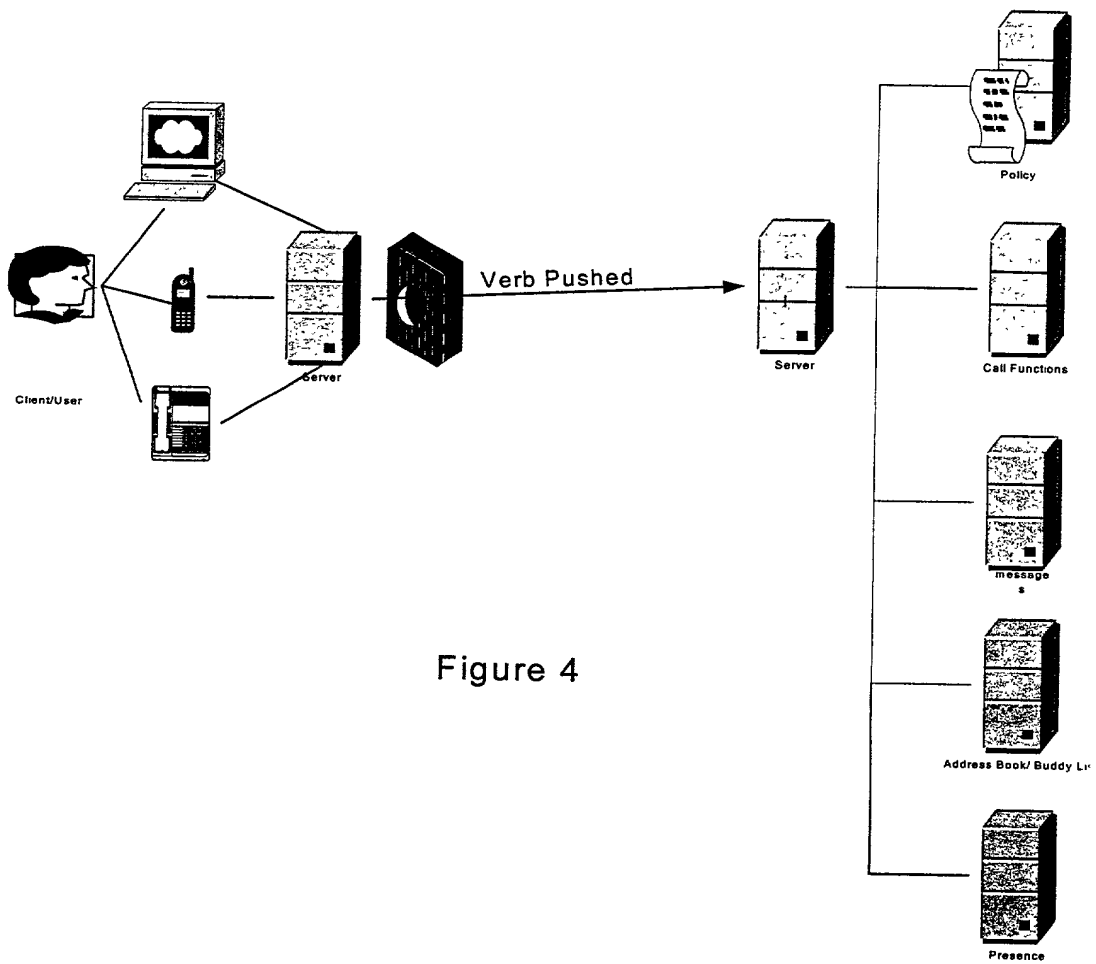 Policy
Verb Pushed
Server
Server
Call Functions
Client/User
message
s
Figure 4
Address Book/ Buddy Li
Presence